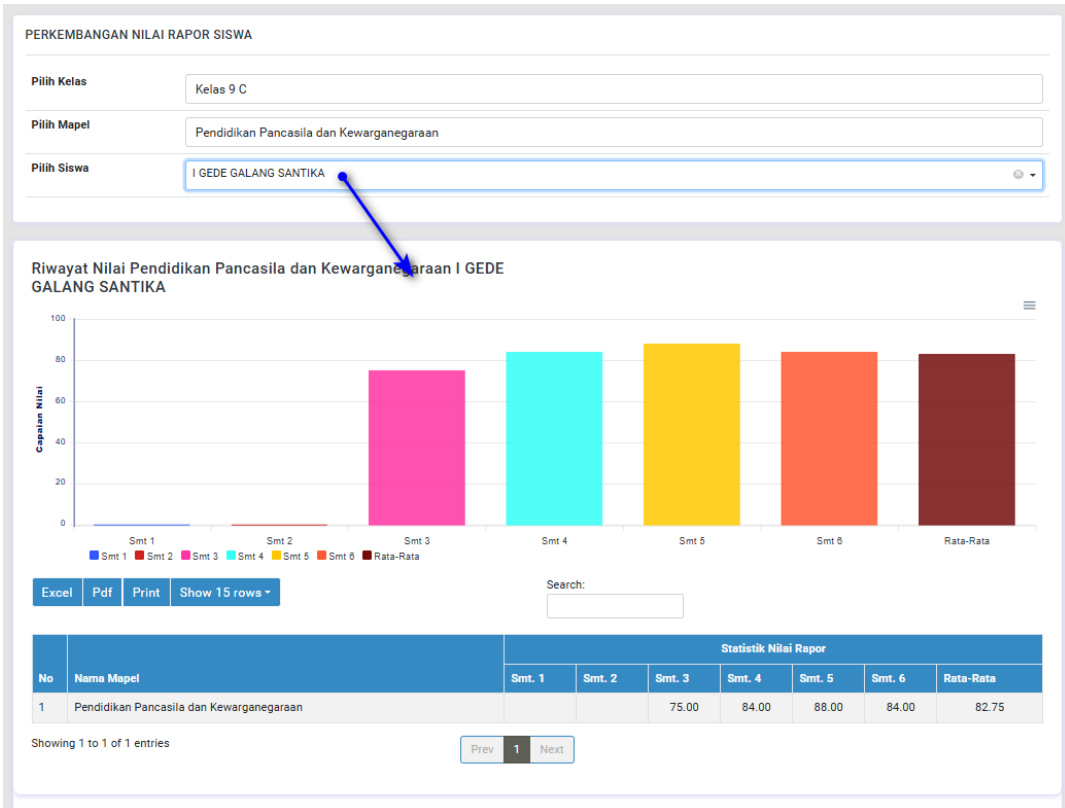 PERKEMBANGAN NILAI RAPOR SISWA
Pilih Kelas
Kelas 9 C
Pilih Mapel
Pendidikan Pancasila dan Kewarganegaraan
Pilih Siswa
I GEDE GALANG SANTIKA
Riwayat Nilai Pendidikan Pancasila dan Kewarganegaraan I GEDE
GALANG SANTIKA
100
80
60
40
20
0
Capaian Nilai
Smt 1 Smt 2 Smt 3 Smt 4 Smt 5 Smt 6 Rata-Rata
Smt 1 Smt 2 Smt 3 Smt 4 Smt 5 Smt 6 Rata-Rata
Excel Pdf Print Show 15 rows
Search:
Statistik Nilai Rapor
No Nama Mapel Smt. 1 Smt. 2 Smt. 3 Smt. 4 Smt. 5 Smt. 6 Rata-Rata
1 Pendidikan Pancasila dan Kewarganegaraan 75.00 84.00 88.00 84.00 82.75
Showing 1 to 1 of 1 entries
Prev 1 Next